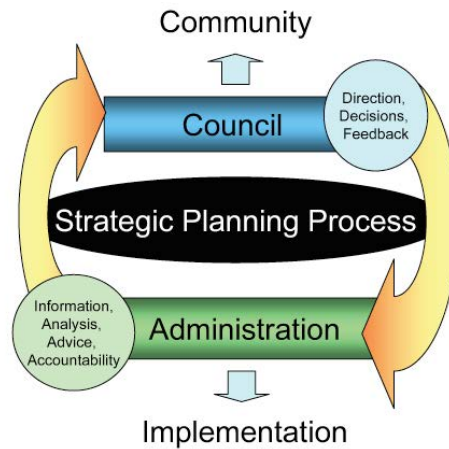 Community
Council
Direction,
Decisions,
Feedback
Strategic Planning Process
Information,
Analysis,
Advice,
Accountability
Administration
Implementation